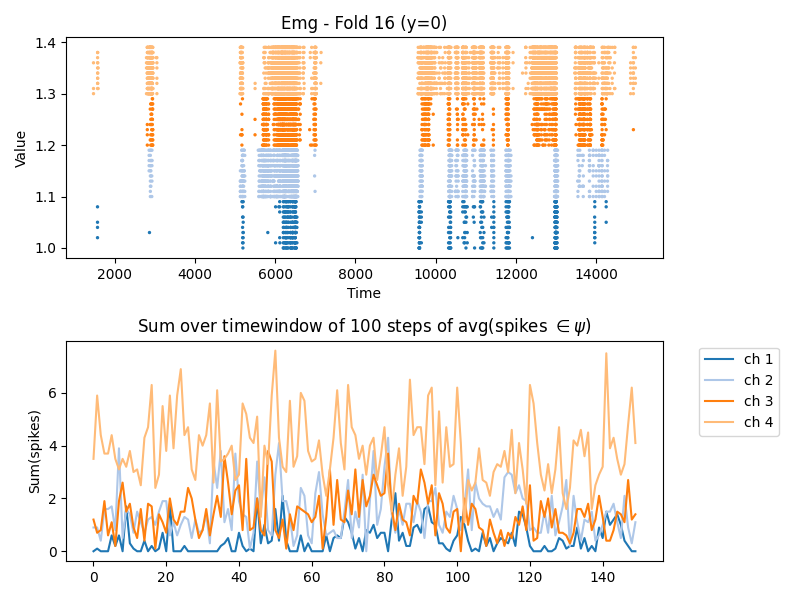 Emg - Fold 16 (y=0)
Value
1.4
1.3
1.2
1.1
1.0
2000 4000 6000 8000 10000 12000 14000
Time
Sum over timewindow of 100 steps of avg(spikes ∈ ψ)
Sum(spikes)
6
4
2
0
0 20 40 60 80 100 120 140
ch 1
ch 2
ch 3
ch 4